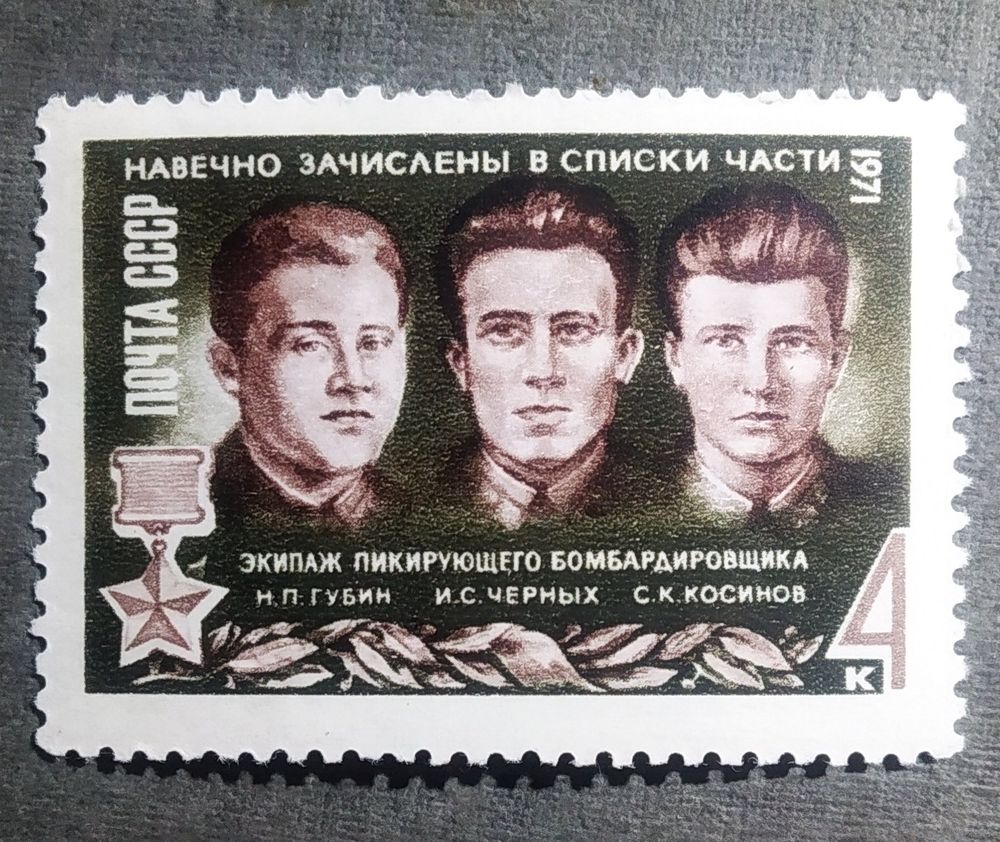 НАВЕЧНО ЗАЧИСЛЕНЫ В СПИСКИ ЧАСТИ
1971
ПОЧТА СССР
ЭКИПАЖ ПИКИРУЮЩЕГО БОМБАРДИРОВЩИКА
Н.П.ГУБИН И.С.ЧЕРНЫХ С.К.КОСИНОВ
4
К